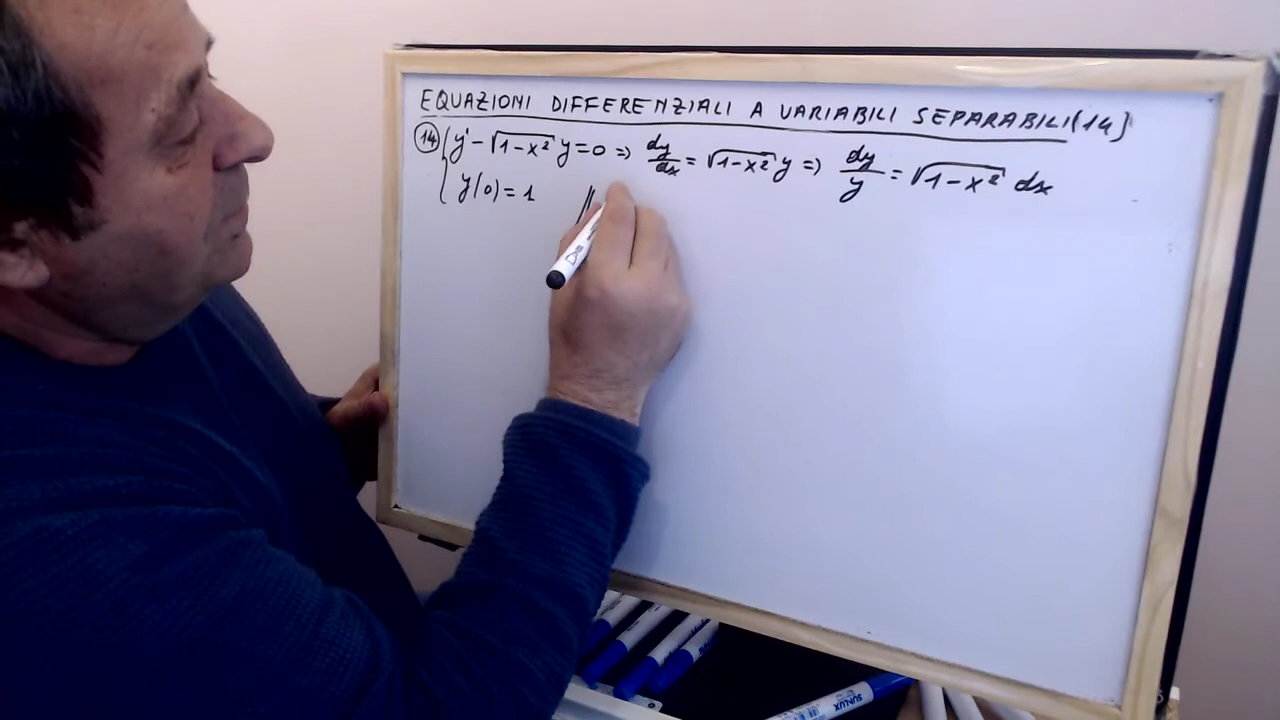 EQUAZIONI DIFFERENZIALI A VARIABILI SEPARABILI (14)
(14) { y' - √(1-x²) y = 0 => dy/dx = √(1-x²) y => dy/y = √(1-x²) dx
y(0) = 1
SUNLUX